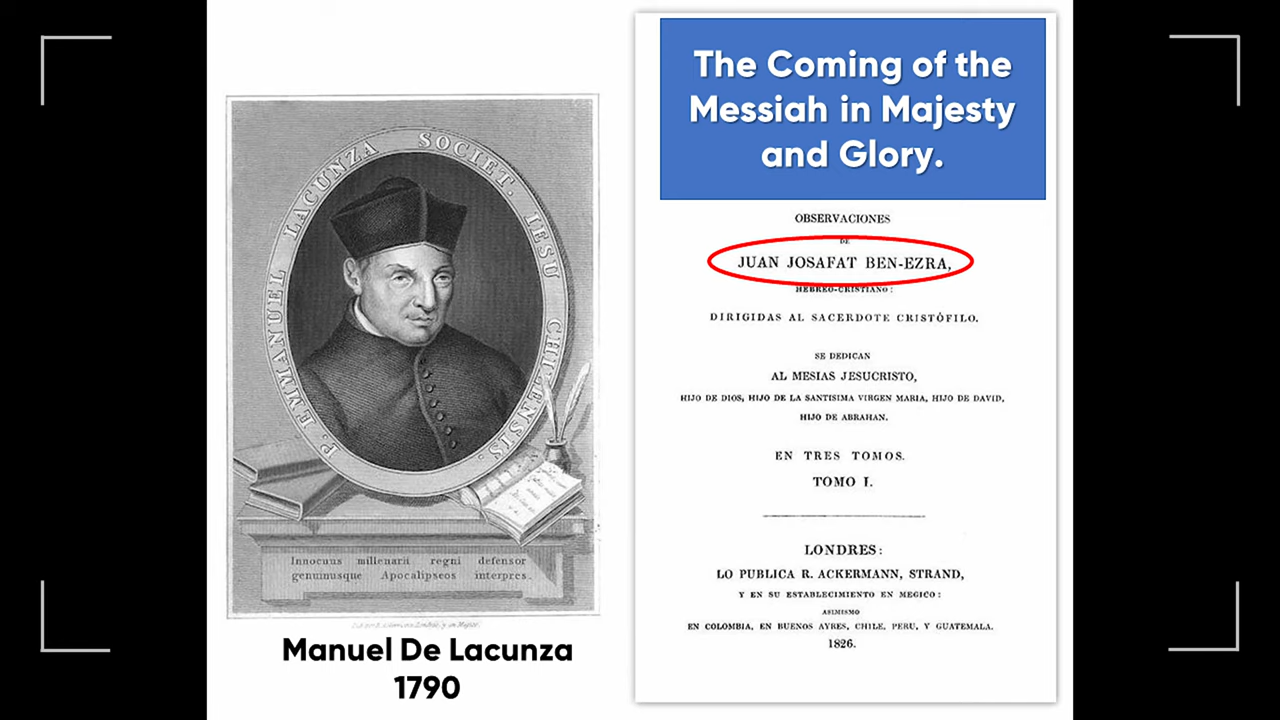 P. EMMANUEL LACUNZA SOCIET. IESU CHILENSIS.
Innocuus millenarii regni defensor
genuinusque Apocalipseos interpres.
Manuel De Lacunza
1790
The Coming of the
Messiah in Majesty
and Glory.
OBSERVACIONES
DE
JUAN JOSAFAT BEN-EZRA,
HEBREO-CRISTIANO:
DIRIGIDAS AL SACERDOTE CRISTÓFILO.
SE DEDICAN
AL MESIAS JESUCRISTO,
HIJO DE DIOS, HIJO DE LA SANTISIMA VIRGEN MARIA, HIJO DE DAVID,
HIJO DE ABRAHAN.
EN TRES TOMOS.
TOMO I.
LONDRES:
LO PUBLICA R. ACKERMANN, STRAND,
Y EN SU ESTABLECIMIENTO EN MEGICO:
ASIMISMO
EN COLOMBIA, EN BUENOS AYRES, CHILE, PERU, Y GUATEMALA.
1826.